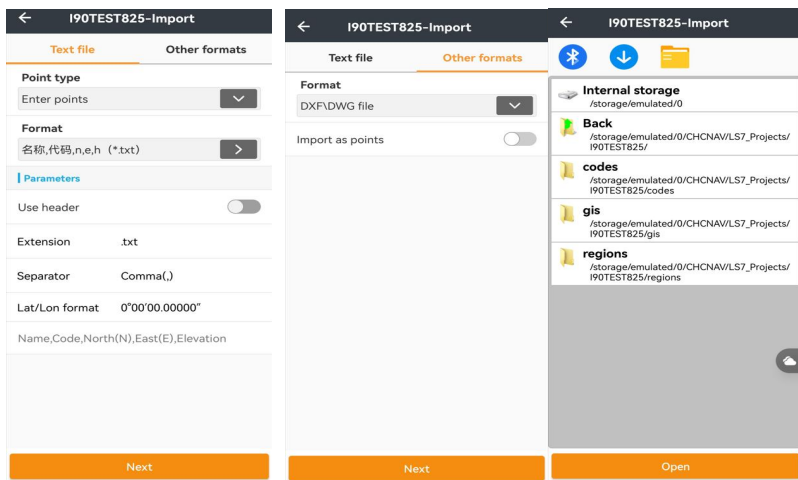 I90TEST825-Import
Text file
Other formats
Point type
Enter points
Format
名称,代码,n,e,h（*.txt）
Parameters
Use header
Extension
.txt
Separator
Comma(,)
Lat/Lon format
0°00'00.00000"
Name,Code,North(N),East(E),Elevation
Next
I90TEST825-Import
Text file
Other formats
Format
DXF\DWG file
Import as points
Next
I90TEST825-Import
Internal storage
/storage/emulated/0
Back
/storage/emulated/0/CHCNAV/LS7_Projects/
I90TEST825/
codes
/storage/emulated/0/CHCNAV/LS7_Projects/
I90TEST825/codes
gis
/storage/emulated/0/CHCNAV/LS7_Projects/
I90TEST825/gis
regions
/storage/emulated/0/CHCNAV/LS7_Projects/
I90TEST825/regions
Open